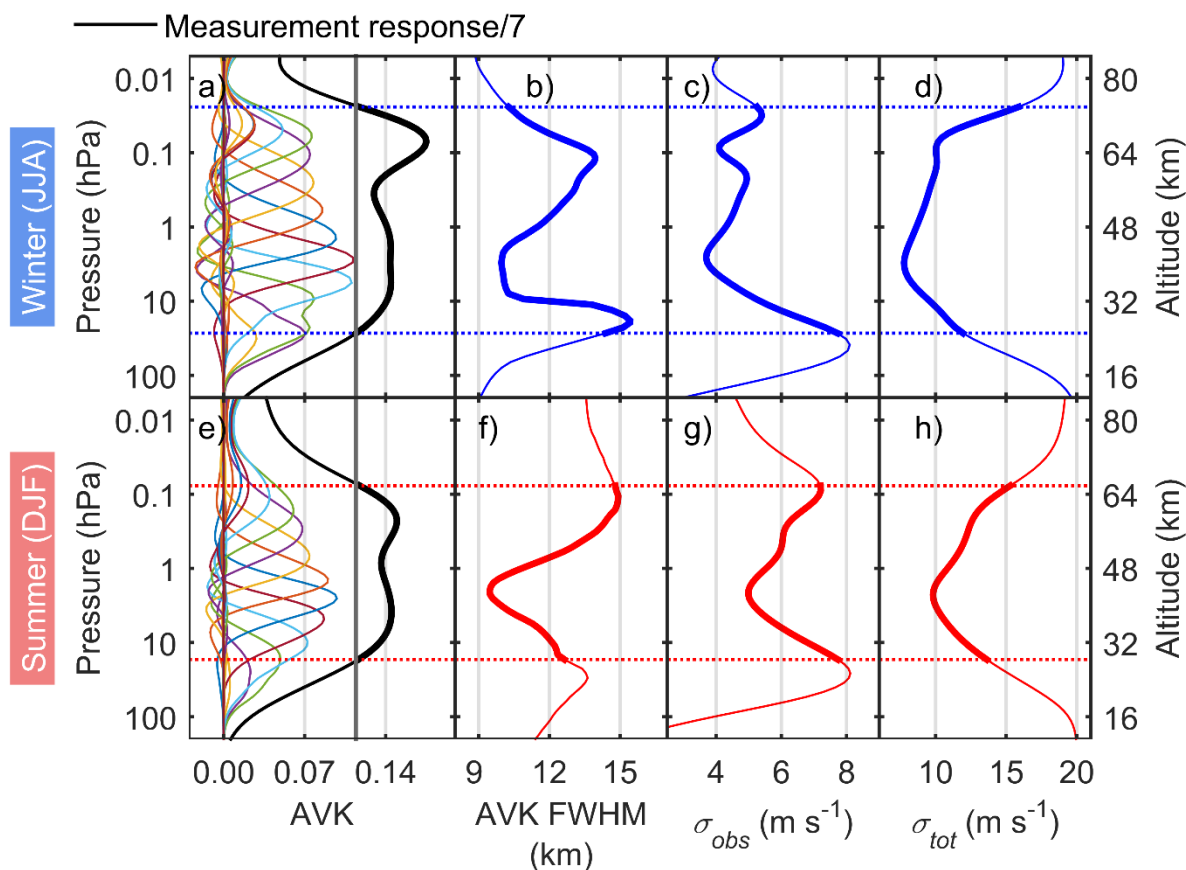 Measurement response/7
Winter (JJA)
Pressure (hPa)
0.01
0.1
1
10
100
a)
b)
c)
d)
80
64
48
32
16
Altitude (km)
Summer (DJF)
Pressure (hPa)
0.01
0.1
1
10
100
e)
f)
g)
h)
80
64
48
32
16
Altitude (km)
0.00 0.07 0.14
AVK
9 12 15
AVK FWHM
(km)
4 6 8
σobs (m s⁻¹)
10 15 20
σtot (m s⁻¹)